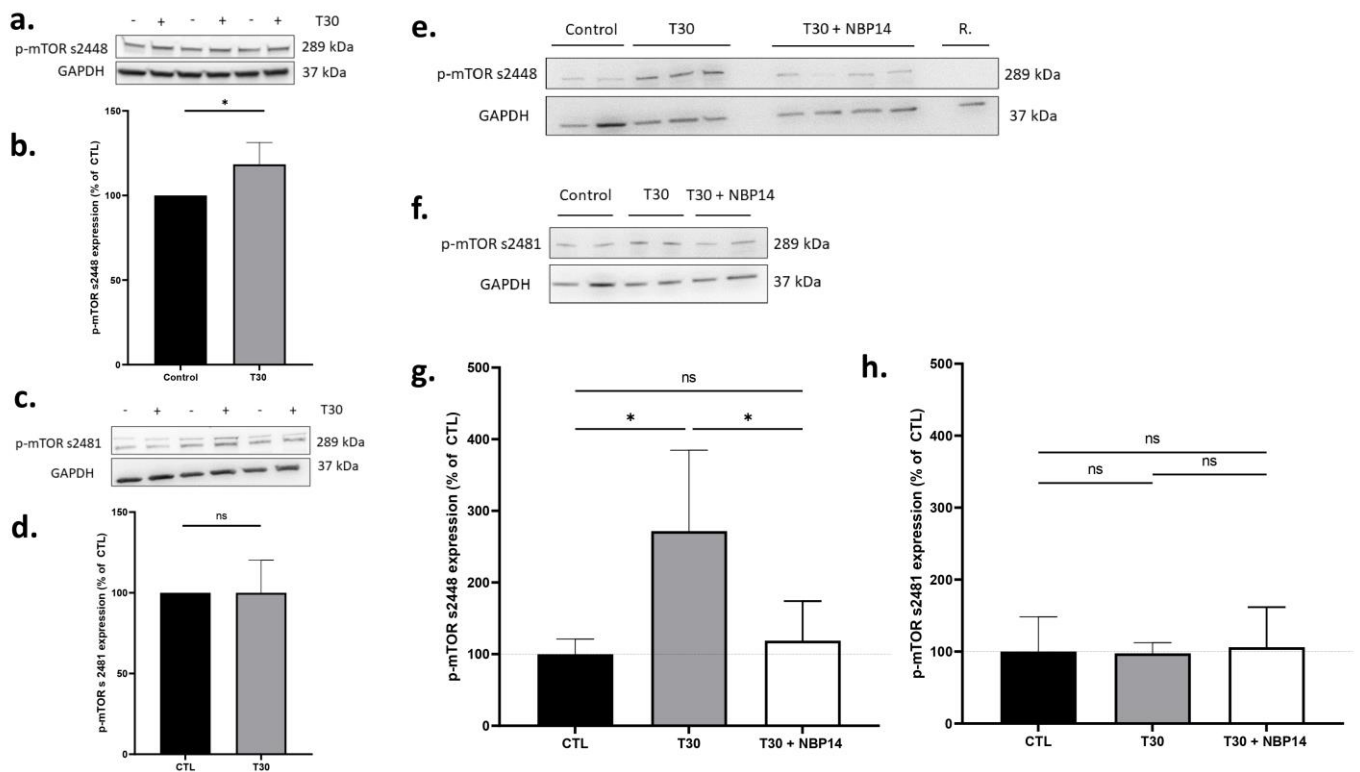 a.
- + - + - + T30
p-mTOR s2448 289 kDa
GAPDH 37 kDa
b.
*
p-mTOR s2448 expression (% of CTL)
150
100
50
0
Control T30
c.
- + - + - + T30
p-mTOR s2481 289 kDa
GAPDH 37 kDa
d.
ns
p-mTOR s 2481 expression (% of CTL)
150
100
50
0
CTL T30
e.
Control T30 T30 + NBP14 R.
p-mTOR s2448 289 kDa
GAPDH 37 kDa
f.
Control T30 T30 + NBP14
p-mTOR s2481 289 kDa
GAPDH 37 kDa
g.
ns
* *
p-mTOR s2448 expression (% of CTL)
500
400
300
200
100
0
CTL T30 T30 + NBP14
h.
ns
ns ns
p-mTOR s2481 expression (% of CTL)
500
400
300
200
100
0
CTL T30 T30 + NBP14